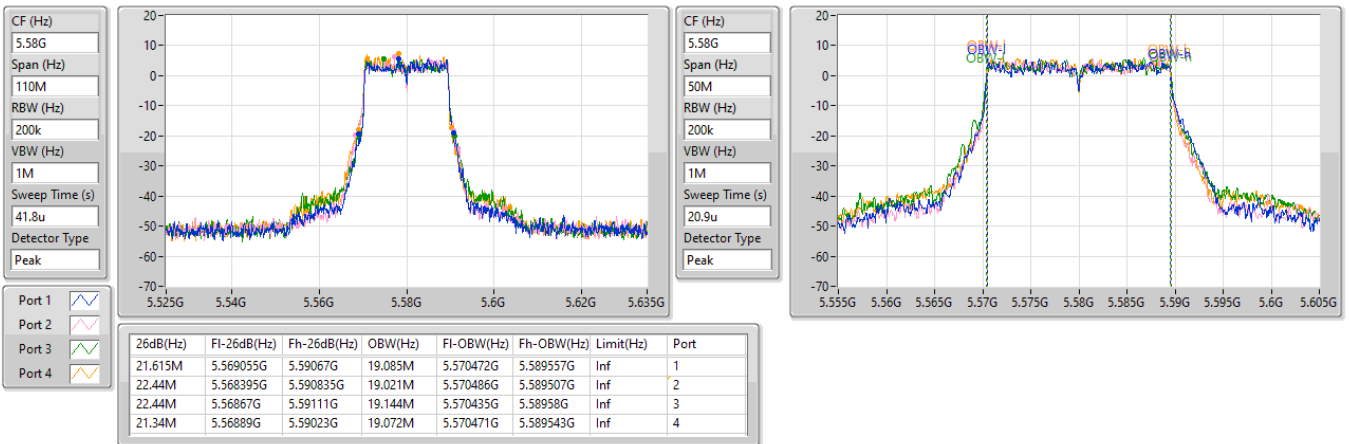 CF (Hz)
5.58G
Span (Hz)
110M
RBW (Hz)
200k
VBW (Hz)
1M
Sweep Time (s)
41.8u
Detector Type
Peak
20
10
0
-10
-20
-30
-40
-50
-60
-70
5.525G 5.54G 5.56G 5.58G 5.6G 5.62G 5.635G
CF (Hz)
5.58G
Span (Hz)
50M
RBW (Hz)
200k
VBW (Hz)
1M
Sweep Time (s)
20.9u
Detector Type
Peak
20
10
0
-10
-20
-30
-40
-50
-60
-70
OBW-l
OBW-h
5.555G 5.56G 5.565G 5.57G 5.575G 5.58G 5.585G 5.59G 5.595G 5.6G 5.605G
Port 1
Port 2
Port 3
Port 4
26dB(Hz) Fl-26dB(Hz) Fh-26dB(Hz) OBW(Hz) Fl-OBW(Hz) Fh-OBW(Hz) Limit(Hz) Port
21.615M 5.569055G 5.59067G 19.085M 5.570472G 5.589557G Inf 1
22.44M 5.568395G 5.590835G 19.021M 5.570486G 5.589507G Inf 2
22.44M 5.56867G 5.59111G 19.144M 5.570435G 5.58958G Inf 3
21.34M 5.56889G 5.59023G 19.072M 5.570471G 5.589543G Inf 4